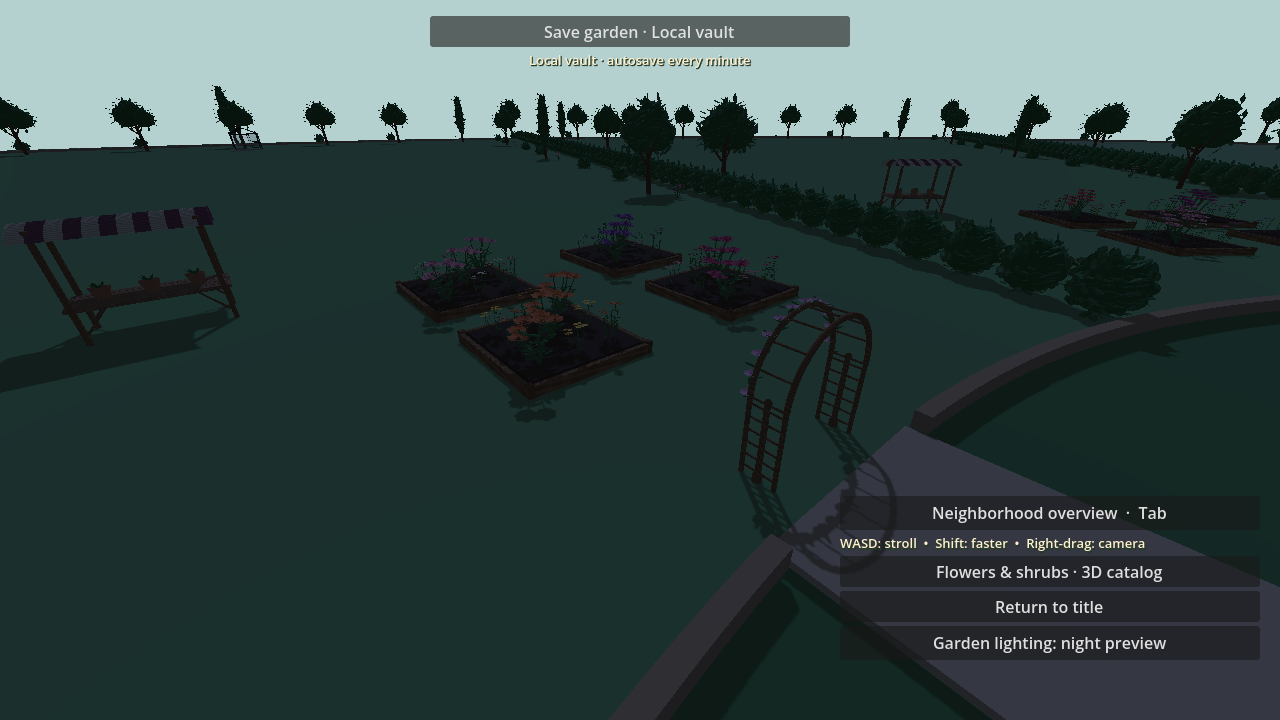 Save garden · Local vault
Local vault · autosave every minute
Neighborhood overview · Tab
WASD: stroll • Shift: faster • Right-drag: camera
Flowers & shrubs · 3D catalog
Return to title
Garden lighting: night preview